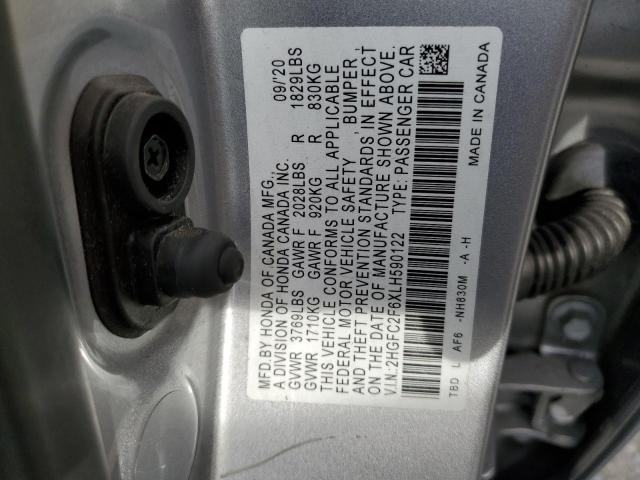 MFD.BY HONDA OF CANADA MFG., 09/'20
A DIVISION OF HONDA CANADA INC.
GVWR 3769LBS GAWR F 2028LBS R 1829LBS
GVWR 1710KG GAWR F 920KG R 830KG
THIS VEHICLE CONFORMS TO ALL APPLICABLE
FEDERAL MOTOR VEHICLE SAFETY , BUMPER ,
AND THEFT PREVENTION STANDARDS IN EFFECT
ON THE DATE OF MANUFACTURE SHOWN ABOVE.
V.I.N.:2HGFC2F6XLH590122 TYPE: PASSENGER CAR
TBD L AF6 -NH830M -A -H
MADE IN CANADA